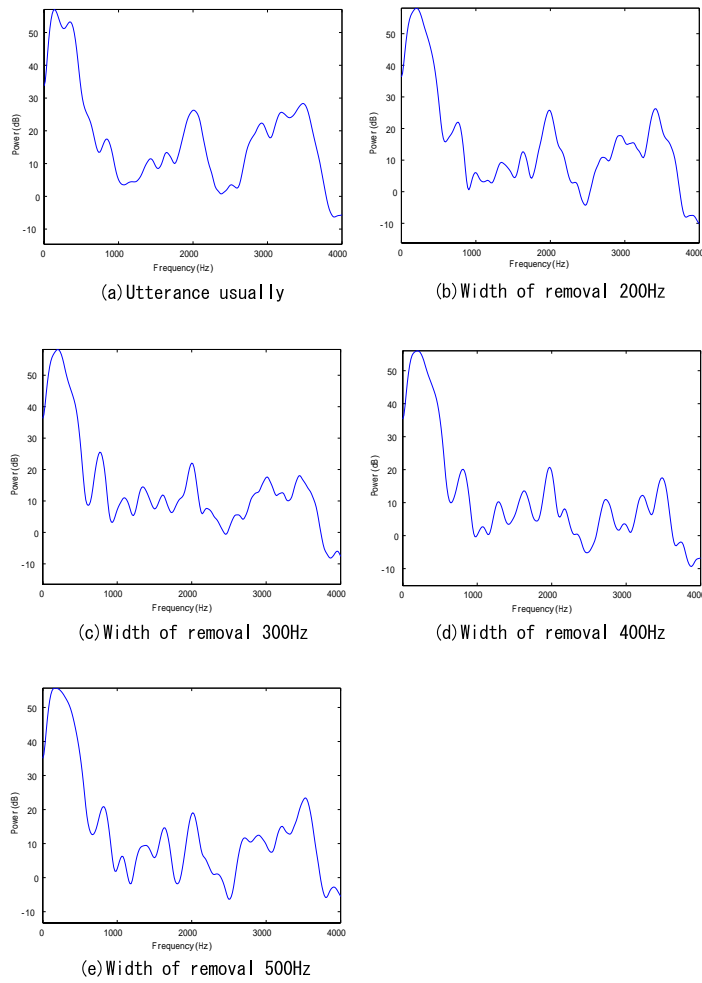 50
40
30
20
10
0
-10
Power(dB)
0 1000 2000 3000 4000
Frequency(Hz)
(a)Utterance usually
50
40
30
20
10
0
-10
Power(dB)
0 1000 2000 3000 4000
Frequency(Hz)
(b)Width of removal 200Hz
50
40
30
20
10
0
-10
Power(dB)
0 1000 2000 3000 4000
Frequency(Hz)
(c)Width of removal 300Hz
50
40
30
20
10
0
-10
Power(dB)
0 1000 2000 3000 4000
Frequency(Hz)
(d)Width of removal 400Hz
50
40
30
20
10
0
-10
Power(dB)
0 1000 2000 3000 4000
Frequency(Hz)
(e)Width of removal 500Hz